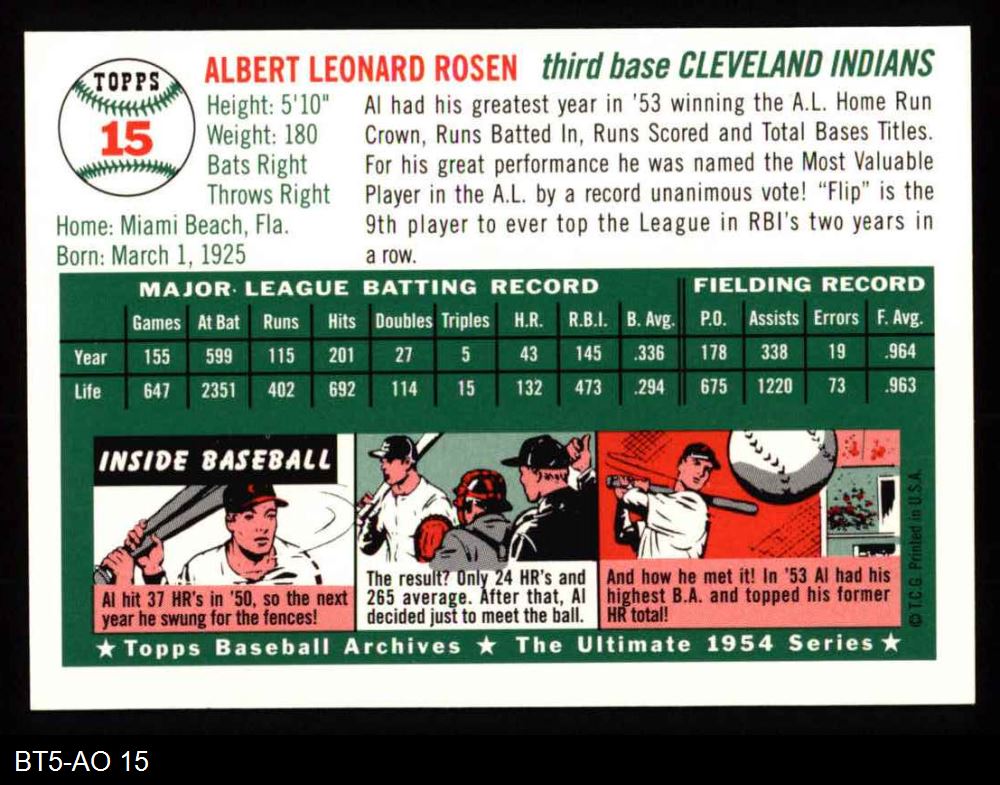 TOPPS
15
ALBERT LEONARD ROSEN third base CLEVELAND INDIANS
Height: 5'10"
Weight: 180
Bats Right
Throws Right
Home: Miami Beach, Fla.
Born: March 1, 1925
Al had his greatest year in '53 winning the A.L. Home Run
Crown, Runs Batted In, Runs Scored and Total Bases Titles.
For his great performance he was named the Most Valuable
Player in the A.L. by a record unanimous vote! "Flip" is the
9th player to ever top the League in RBI's two years in
a row.
MAJOR LEAGUE BATTING RECORD FIELDING RECORD
Games At Bat Runs Hits Doubles Triples H.R. R.B.I. B. Avg. P.O. Assists Errors F. Avg.
Year 155 599 115 201 27 5 43 145 .336 178 338 19 .964
Life 647 2351 402 692 114 15 132 473 .294 675 1220 73 .963
INSIDE BASEBALL
Al hit 37 HR's in '50, so the next
year he swung for the fences!
The result? Only 24 HR's and
265 average. After that, Al
decided just to meet the ball.
And how he met it! In '53 Al had his
highest B.A. and topped his former
HR total!
© T.C.G. Printed in U.S.A.
★ Topps Baseball Archives ★ The Ultimate 1954 Series ★
BT5-AO 15